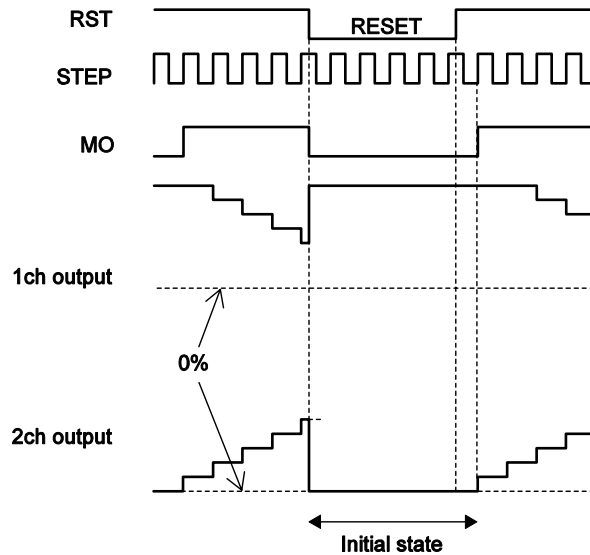 RST
RESET
STEP
MO
1ch output
0%
2ch output
Initial state